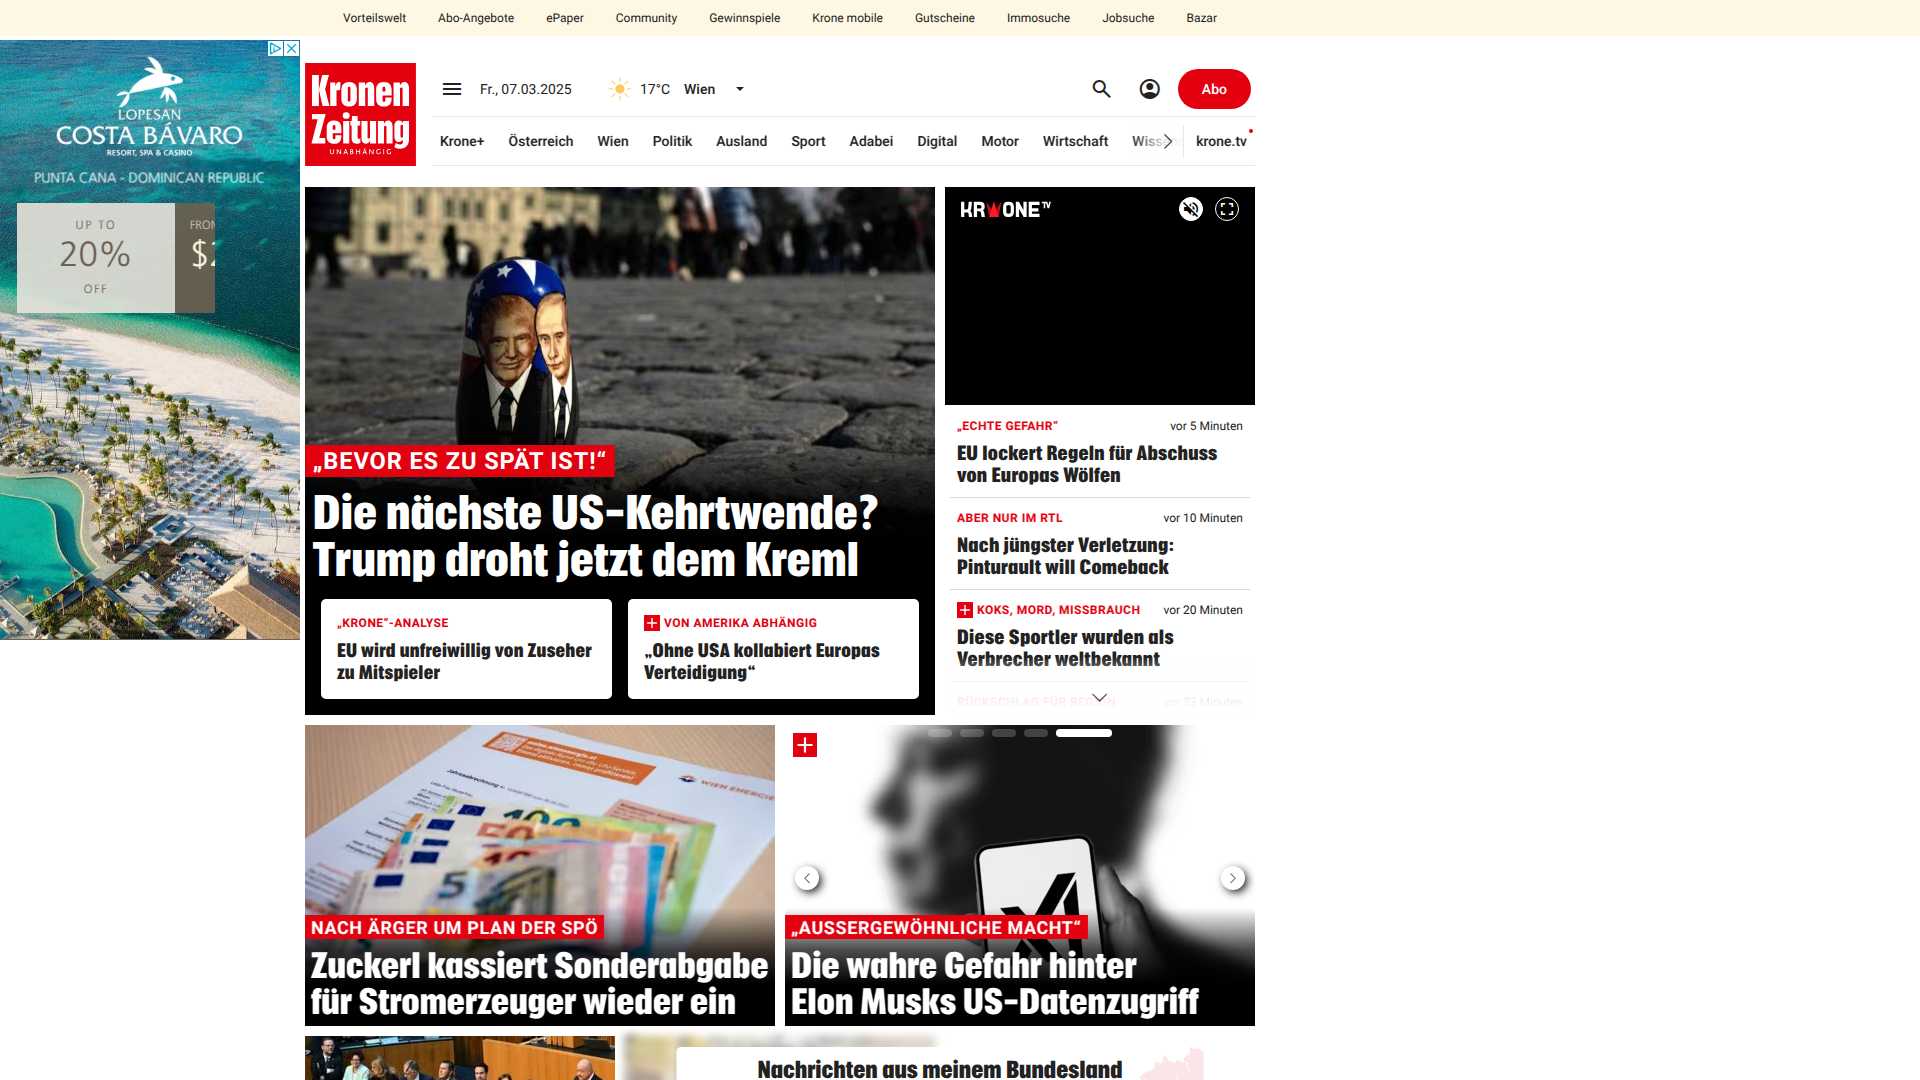 Vorteilswelt Abo-Angebote ePaper Community Gewinnspiele Krone mobile Gutscheine Immosuche Jobsuche Bazar
LOPESAN
COSTA BÁVARO
RESORT, SPA & CASINO
PUNTA CANA - DOMINICAN REPUBLIC
UP TO
20%
OFF
Kronen
Zeitung
UNABHÄNGIG
Fr., 07.03.2025 17°C Wien
Abo
Krone+ Österreich Wien Politik Ausland Sport Adabei Digital Motor Wirtschaft krone.tv
„BEVOR ES ZU SPÄT IST!“
Die nächste US-Kehrtwende?
Trump droht jetzt dem Kreml
„KRONE“-ANALYSE
EU wird unfreiwillig von Zuseher
zu Mitspieler
VON AMERIKA ABHÄNGIG
„Ohne USA kollabiert Europas
Verteidigung“
KRONE TV
„ECHTE GEFAHR“ vor 5 Minuten
EU lockert Regeln für Abschuss
von Europas Wölfen
ABER NUR IM RTL vor 10 Minuten
Nach jüngster Verletzung:
Pinturault will Comeback
KOKS, MORD, MISSBRAUCH vor 20 Minuten
Diese Sportler wurden als
Verbrecher weltbekannt
WIEN ENERGIE
NACH ÄRGER UM PLAN DER SPÖ
Zuckerl kassiert Sonderabgabe
für Stromerzeuger wieder ein
„AUSSERGEWÖHNLICHE MACHT“
Die wahre Gefahr hinter
Elon Musks US-Datenzugriff
Nachrichten aus meinem Bundesland